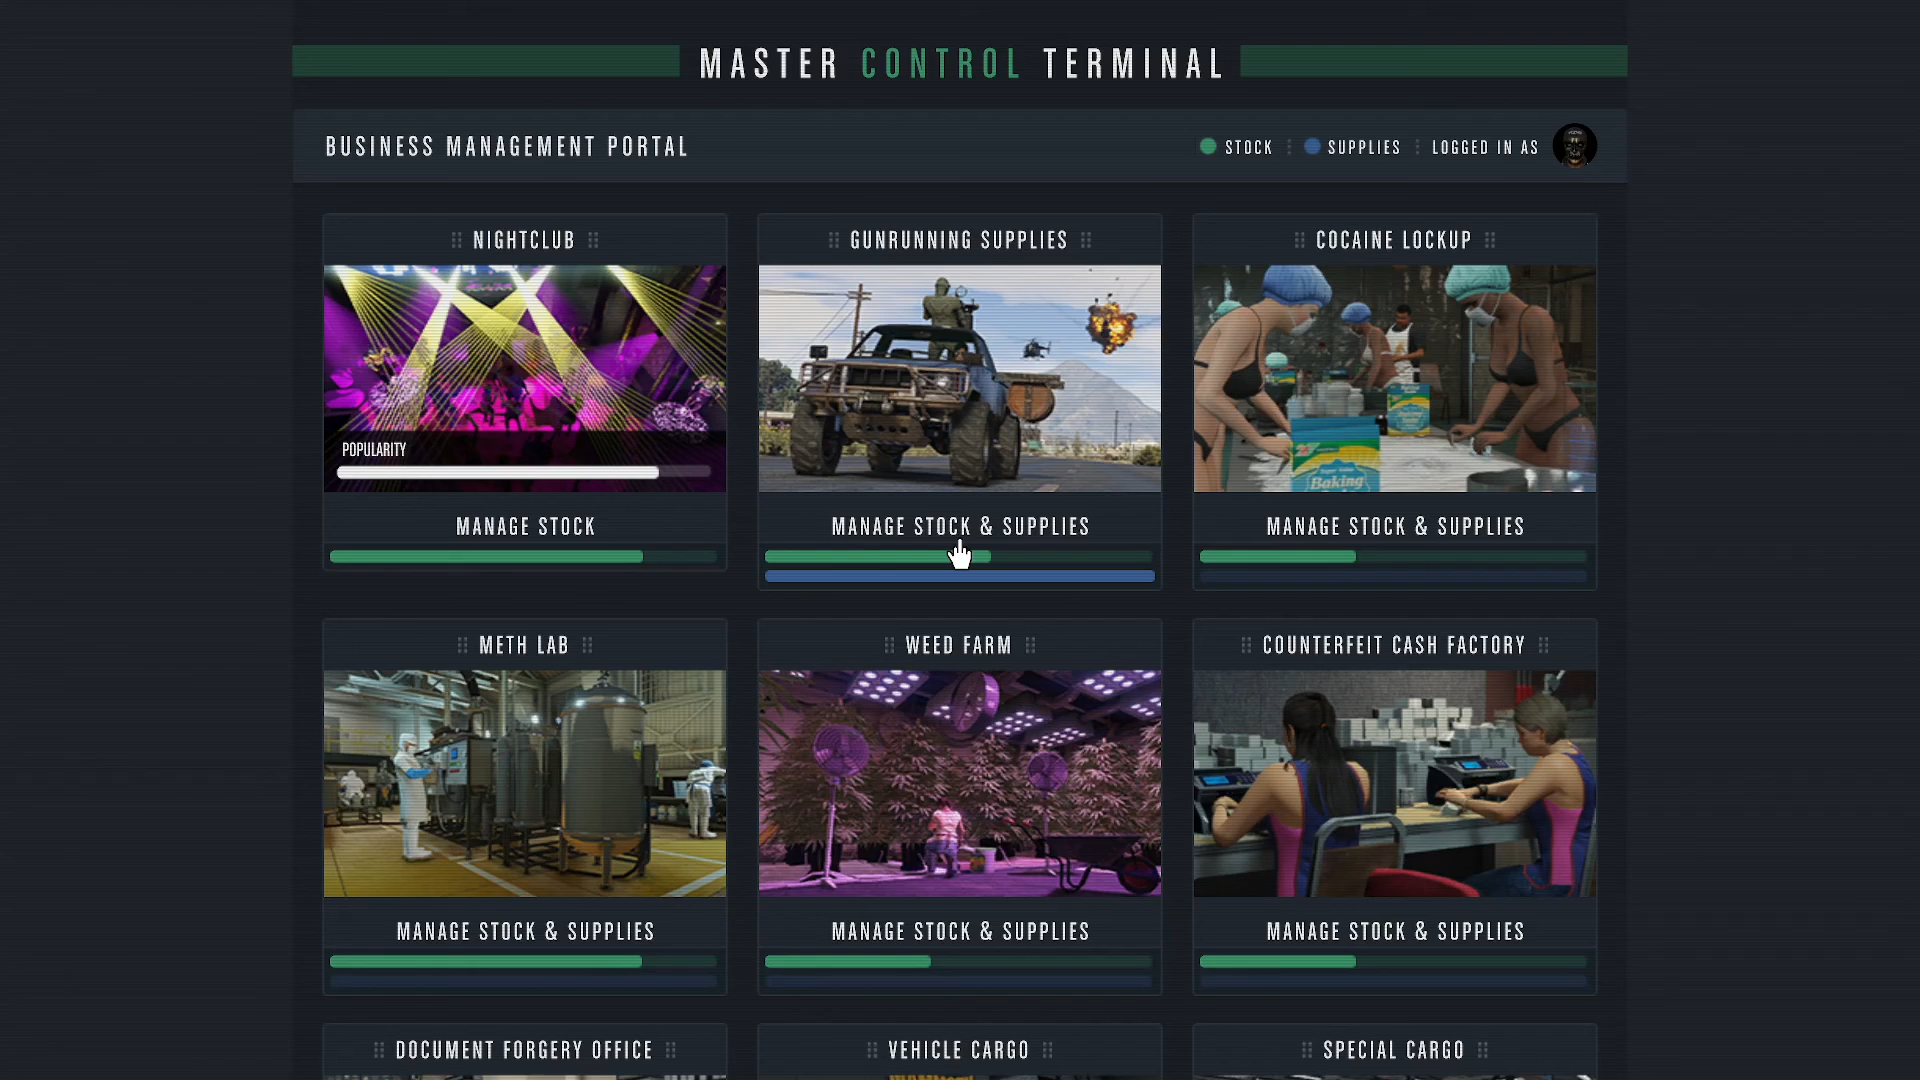 MASTER CONTROL TERMINAL
BUSINESS MANAGEMENT PORTAL
STOCK
SUPPLIES
LOGGED IN AS
NIGHTCLUB
GUNRUNNING SUPPLIES
COCAINE LOCKUP
POPULARITY
Baking
MANAGE STOCK
MANAGE STOCK & SUPPLIES
MANAGE STOCK & SUPPLIES
METH LAB
WEED FARM
COUNTERFEIT CASH FACTORY
MANAGE STOCK & SUPPLIES
MANAGE STOCK & SUPPLIES
MANAGE STOCK & SUPPLIES
DOCUMENT FORGERY OFFICE
VEHICLE CARGO
SPECIAL CARGO